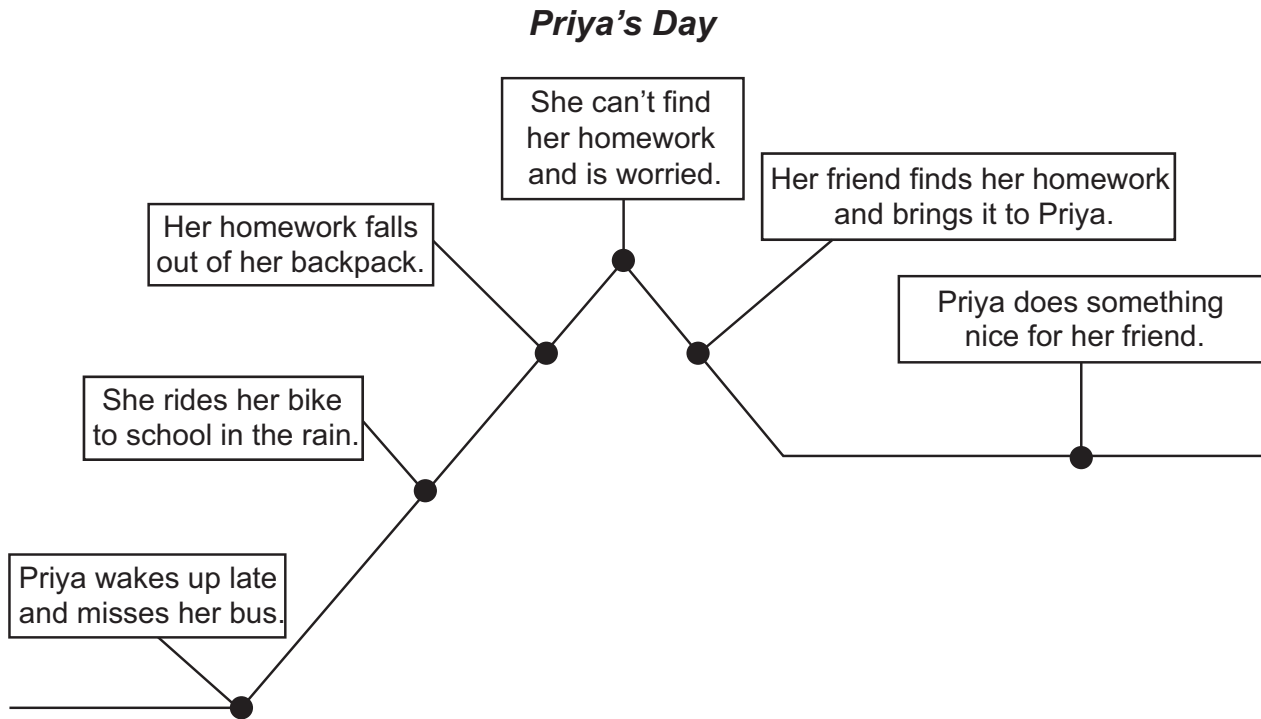 Priya’s Day
She can’t find
her homework
and is worried.
Her friend finds her homework
and brings it to Priya.
Her homework falls
out of her backpack.
Priya does something
nice for her friend.
She rides her bike
to school in the rain.
Priya wakes up late
and misses her bus.